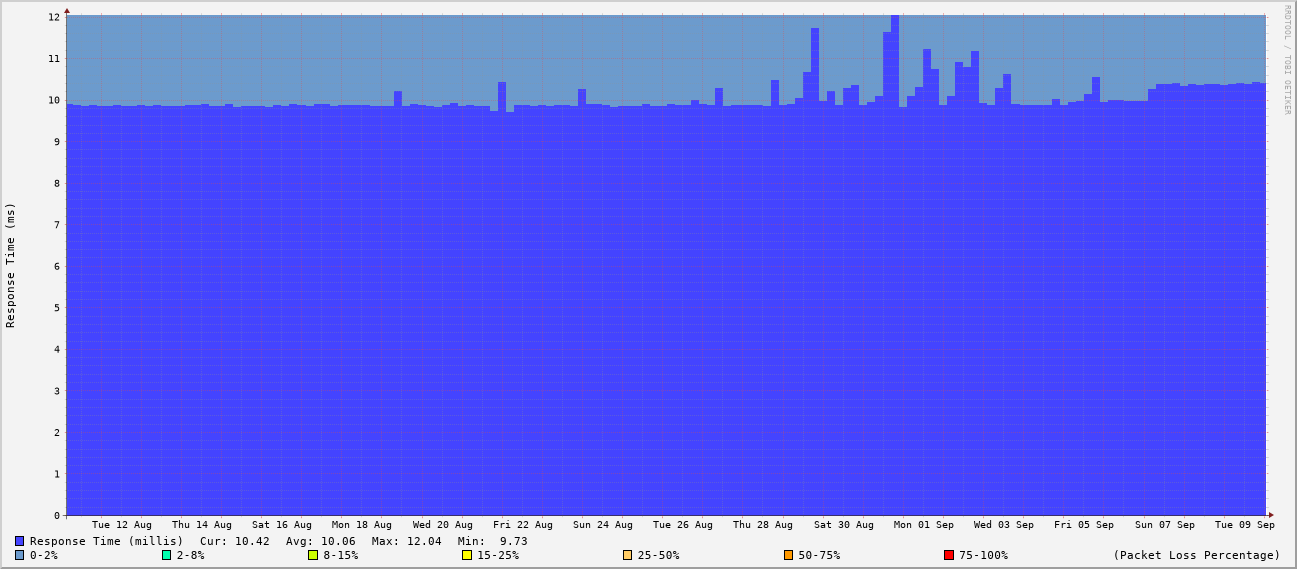 RRDTOOL / TOBI OETIKER
Response Time (ms)
12
11
10
9
8
7
6
5
4
3
2
1
0
Tue 12 Aug Thu 14 Aug Sat 16 Aug Mon 18 Aug Wed 20 Aug Fri 22 Aug Sun 24 Aug Tue 26 Aug Thu 28 Aug Sat 30 Aug Mon 01 Sep Wed 03 Sep Fri 05 Sep Sun 07 Sep Tue 09 Sep
Response Time (millis) Cur: 10.42 Avg: 10.06 Max: 12.04 Min: 9.73
0-2% 2-8% 8-15% 15-25% 25-50% 50-75% 75-100% (Packet Loss Percentage)